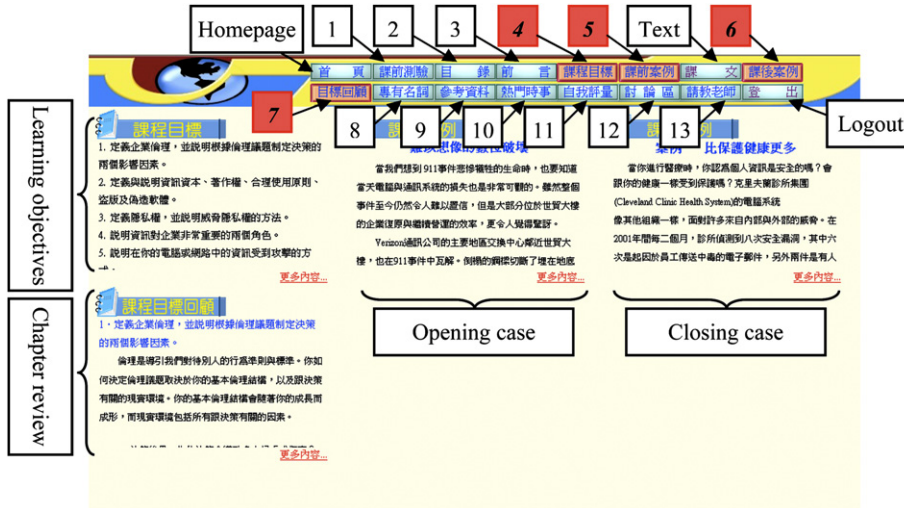 Homepage 1 2 3 4 5 Text 6
首 頁 課前測驗 目 錄 前 言 課程目標 課前案例 課 文 課後案例
目標回顧 專有名詞 參考資料 熱門時事 自我評量 討 論 區 請教老師 登 出
7 8 9 10 11 12 13 Logout
Learning objectives
課程目標
1. 定義企業倫理，並説明根據倫理議題制定決策的
兩個影響因素。
2. 定義與説明資訊資本、著作權、合理使用原則、
盜版及偽造軟體。
3. 定義隱私權，並説明威脅隱私權的方法。
4. 説明資訊對企業非常重要的兩個角色。
5. 説明在你的電腦或網路中的資訊受到攻擊的方
更多內容...
例
難以想像的數位破壞
當我們想到911事件悲慘犧牲的生命時，也要知道
當天電腦與通訊系統的損失也是非常可觀的。雖然整個
事件至今仍然令人難以置信，但是大部分位於世貿大樓
的企業復原與繼續營運的效率，更令人覺得驚訝。
Verizon通訊公司的主要地區交換中心鄰近世貿大
樓，也在911事件中瓦解。倒塌的鋼樑切斷了埋在地底
更多內容...
Opening case
例
案例 比保護健康更多
當你進行醫療時，你認爲個人資訊是安全的嗎？會
跟你的健康一樣受到保護嗎？克里夫蘭診所集團
(Cleveland Clinic Health System)的電腦系統
像其他組織一樣，面對許多來自內部與外部的威脅。在
2001年間每二個月，診所偵測到八次安全漏洞，其中六
次是起因於員工傳送中毒的電子郵件，另外兩件是有人
更多內容...
Closing case
Chapter review
課程目標回顧
1．定義企業倫理，並説明根據倫理議題制定決策
的兩個影響因素。
倫理是導引我們對待別人的行爲準則與標準。你如
何決定倫理議題取決於你的基本倫理結構，以及跟決策
有關的現實環境。你的基本倫理結構會隨著你的成長而
成形，而現實環境包括所有跟決策有關的因素。
更多內容...